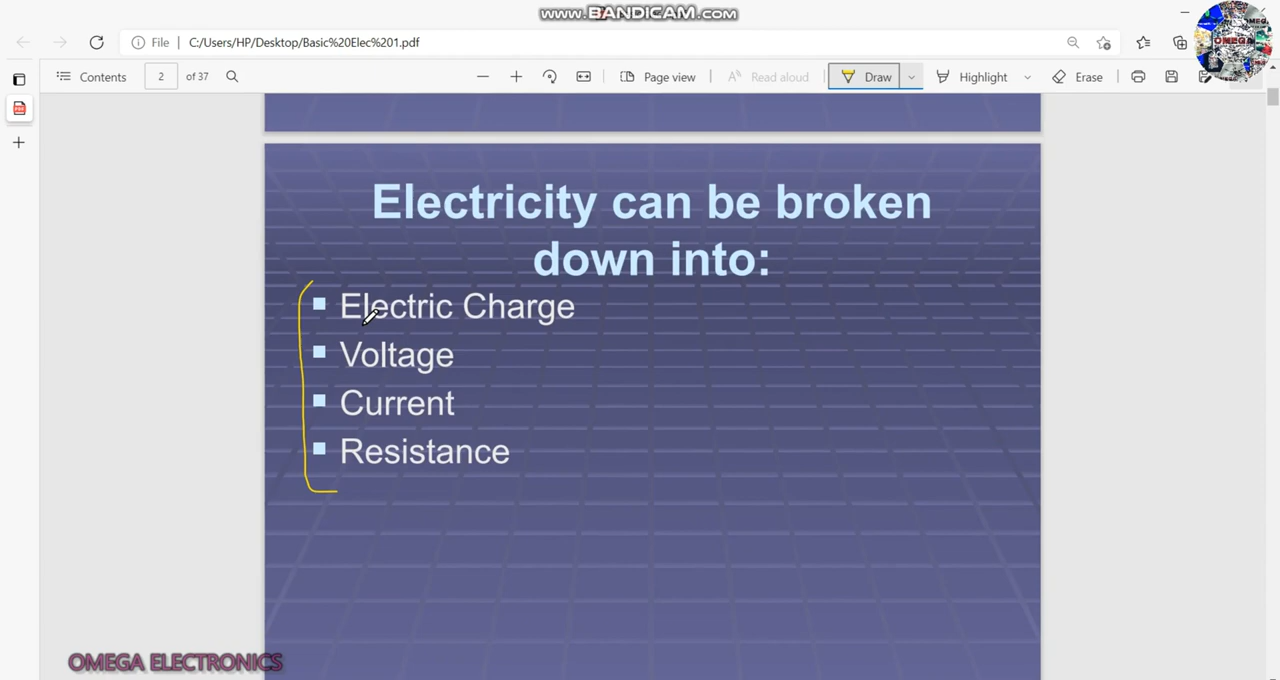 www.BANDICAM.com
File C:/Users/HP/Desktop/Basic%20Elec%201.pdf
OMEGA
Contents 2 of 37 Page view Read aloud Draw Highlight Erase
Electricity can be broken
down into:
Electric Charge
Voltage
Current
Resistance
OMEGA ELECTRONICS